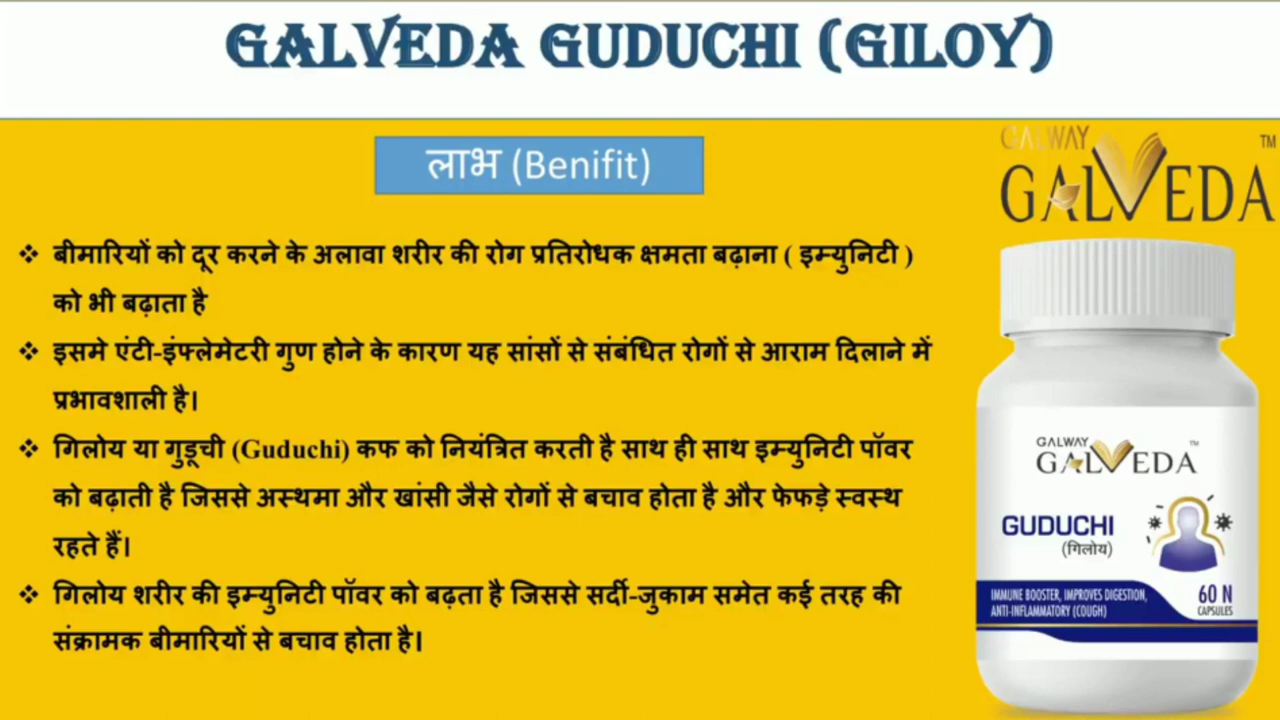 GALVEDA GUDUCHI (GILOY)
लाभ (Benifit)
❖ बीमारियों को दूर करने के अलावा शरीर की रोग प्रतिरोधक क्षमता बढ़ाना ( इम्युनिटी )
को भी बढ़ाता है
❖ इसमे एंटी-इंफ्लेमेटरी गुण होने के कारण यह सांसों से संबंधित रोगों से आराम दिलाने में
प्रभावशाली है।
❖ गिलोय या गुडूची (Guduchi) कफ को नियंत्रित करती है साथ ही साथ इम्युनिटी पॉवर
को बढ़ाती है जिससे अस्थमा और खांसी जैसे रोगों से बचाव होता है और फेफड़े स्वस्थ
रहते हैं।
❖ गिलोय शरीर की इम्युनिटी पॉवर को बढ़ता है जिससे सर्दी-जुकाम समेत कई तरह की
संक्रामक बीमारियों से बचाव होता है।
GALWAY
GALVEDA TM
GALWAY
GALVEDA TM
GUDUCHI
(गिलोय)
IMMUNE BOOSTER, IMPROVES DIGESTION,
ANTI-INFLAMMATORY (COUGH)
60 N
CAPSULES